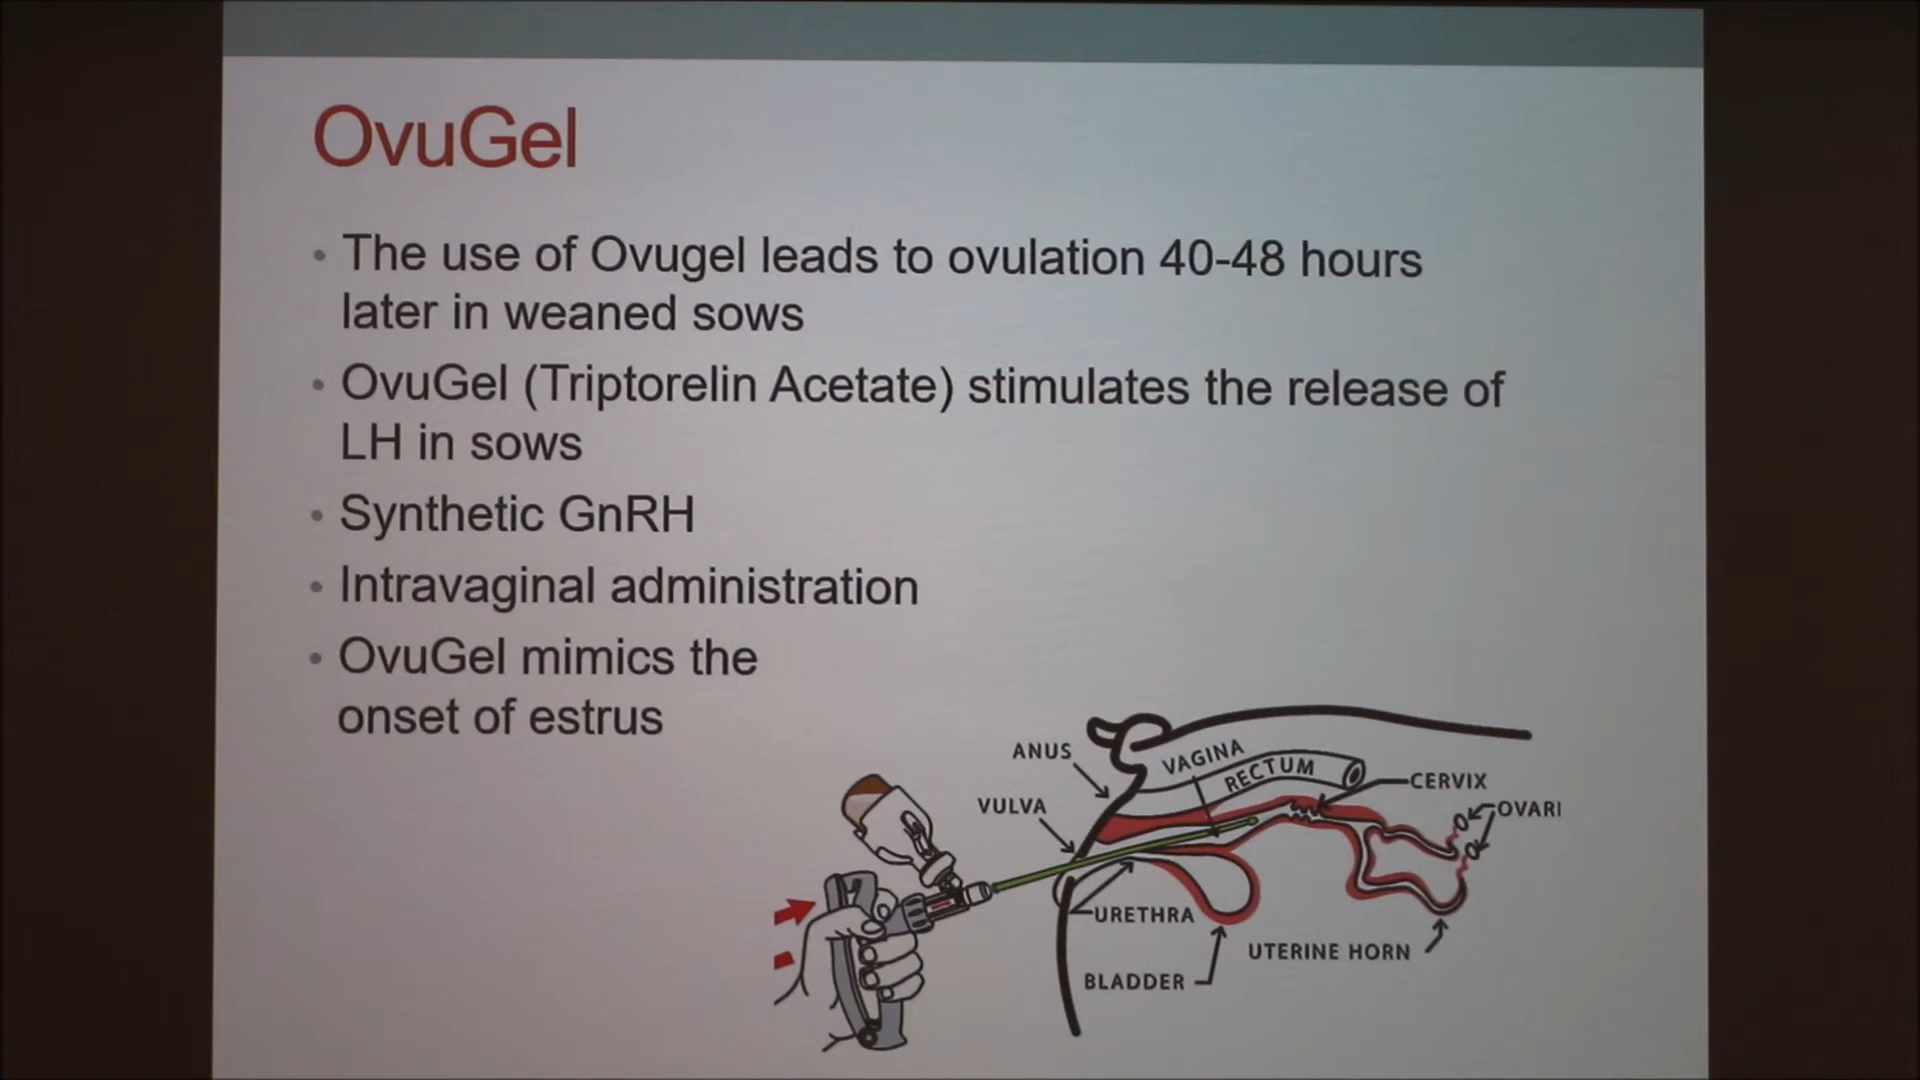 OvuGel
• The use of Ovugel leads to ovulation 40-48 hours
later in weaned sows
• OvuGel (Triptorelin Acetate) stimulates the release of
LH in sows
• Synthetic GnRH
• Intravaginal administration
• OvuGel mimics the
onset of estrus
ANUS
VAGINA
RECTUM
CERVIX
VULVA
OVARI
URETHRA
UTERINE HORN
BLADDER